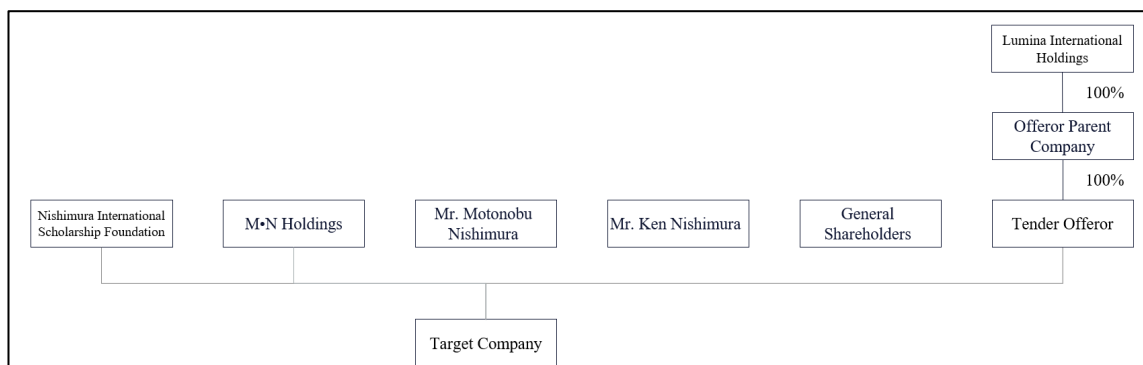 Lumina International
Holdings
100%
Offeror Parent
Company
100%
Nishimura International
Scholarship Foundation
M•N Holdings
Mr. Motonobu
Nishimura
Mr. Ken Nishimura
General
Shareholders
Tender Offeror
Target Company